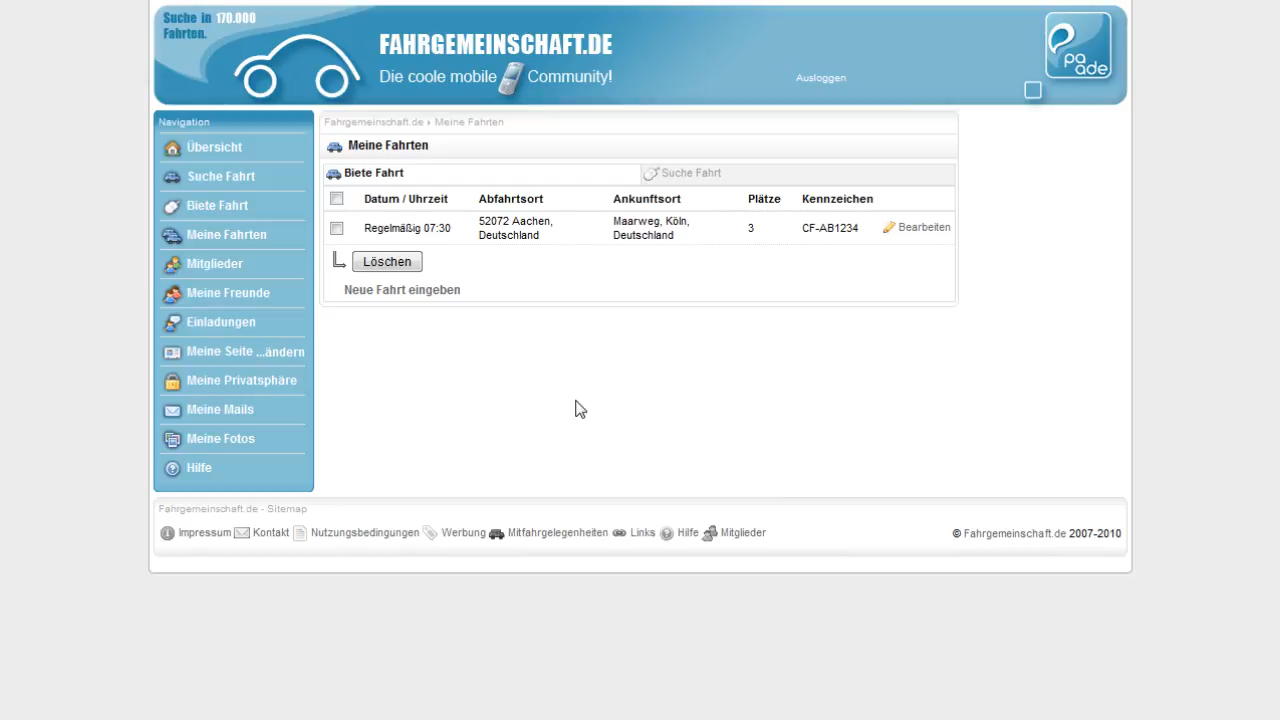 Suche in 170.000
Fahrten.
FAHRGEMEINSCHAFT.DE
Die coole mobile Community!
Ausloggen
pa
ade
Navigation
Übersicht
Suche Fahrt
Biete Fahrt
Meine Fahrten
Mitglieder
Meine Freunde
Einladungen
Meine Seite ...ändern
Meine Privatsphäre
Meine Mails
Meine Fotos
Hilfe
Fahrgemeinschaft.de Meine Fahrten
Meine Fahrten
Biete Fahrt Suche Fahrt
Datum / Uhrzeit Abfahrtsort Ankunftsort Plätze Kennzeichen
Regelmäßig 07:30 52072 Aachen, Deutschland Maarweg, Köln, Deutschland 3 CF-AB1234 Bearbeiten
Löschen
Neue Fahrt eingeben
Fahrgemeinschaft.de - Sitemap
Impressum Kontakt Nutzungsbedingungen Werbung Mitfahrgelegenheiten Links Hilfe Mitglieder
© Fahrgemeinschaft.de 2007-2010